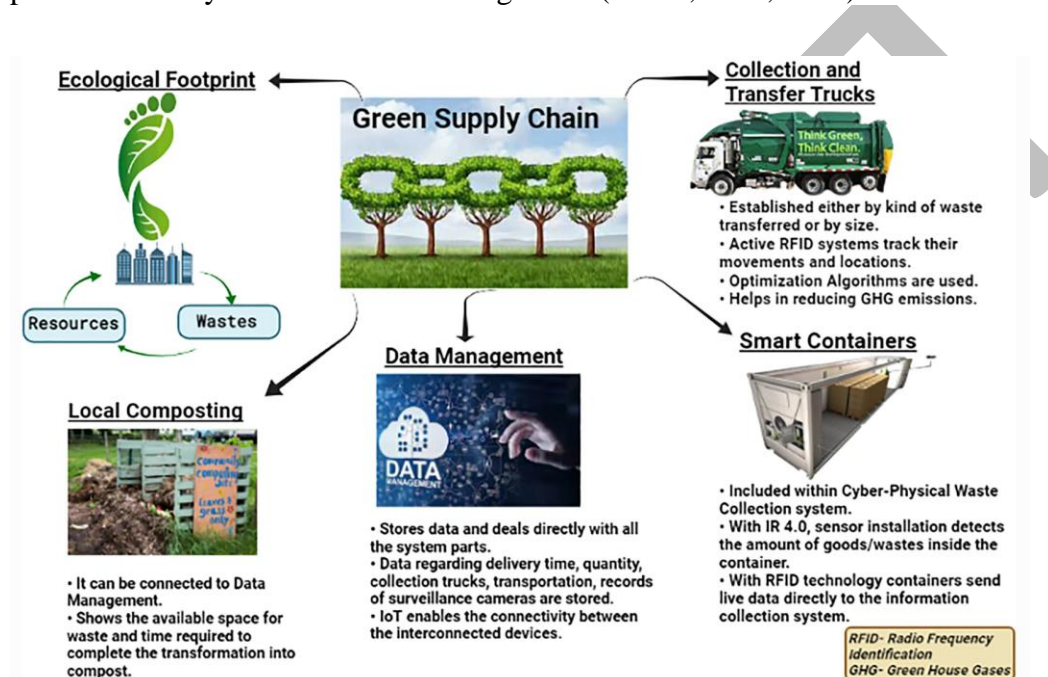 Ecological Footprint
Resources
Wastes
Green Supply Chain
Collection and
Transfer Trucks
Think Green,
Think Clean.
• Established either by kind of waste
transferred or by size.
• Active RFID systems track their
movements and locations.
• Optimization Algorithms are used.
• Helps in reducing GHG emissions.
Local Composting
community
composting
site
leaves &
grass
only
• It can be connected to Data
Management.
• Shows the available space for
waste and time required to
complete the transformation into
compost.
Data Management
DATA
MANAGEMENT
• Stores data and deals directly with all
the system parts.
• Data regarding delivery time, quantity,
collection trucks, transportation, records
of surveillance cameras are stored.
• IoT enables the connectivity between
the interconnected devices.
Smart Containers
• Included within Cyber-Physical Waste
Collection system.
• With IR 4.0, sensor installation detects
the amount of goods/wastes inside the
container.
• With RFID technology containers send
live data directly to the information
collection system.
RFID- Radio Frequency
Identification
GHG- Green House Gases